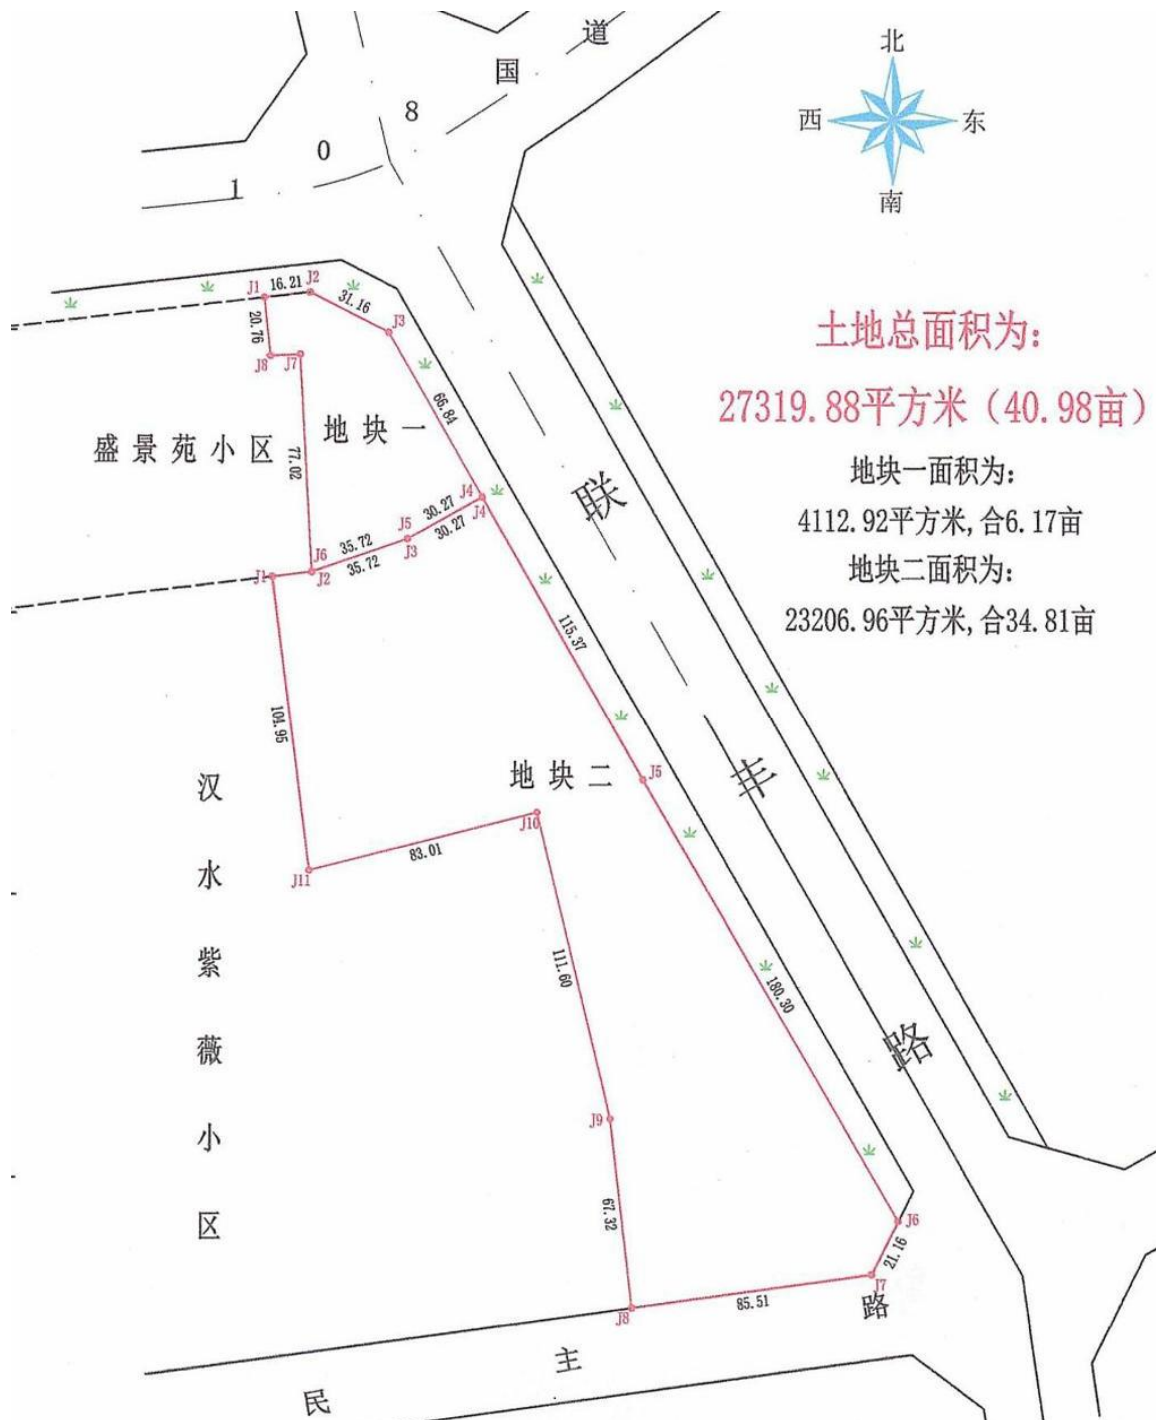 道
国
8
0
1
北
西
东
南
J1
16.21
J2
31.16
J3
20.76
J8
J7
66.84
土地总面积为:
27319.88平方米（40.98亩）
地块一
盛景苑小区
77.02
地块一面积为:
4112.92平方米,合6.17亩
地块二面积为:
23206.96平方米,合34.81亩
联
J4
J4
30.27
30.27
J5
J3
35.72
35.72
J6
J2
J1
115.37
104.95
地块二
J5
丰
J10
83.01
J11
汉水紫薇小区
111.60
180.30
路
J9
67.32
J6
21.16
J7
85.51
J8
路
主
民